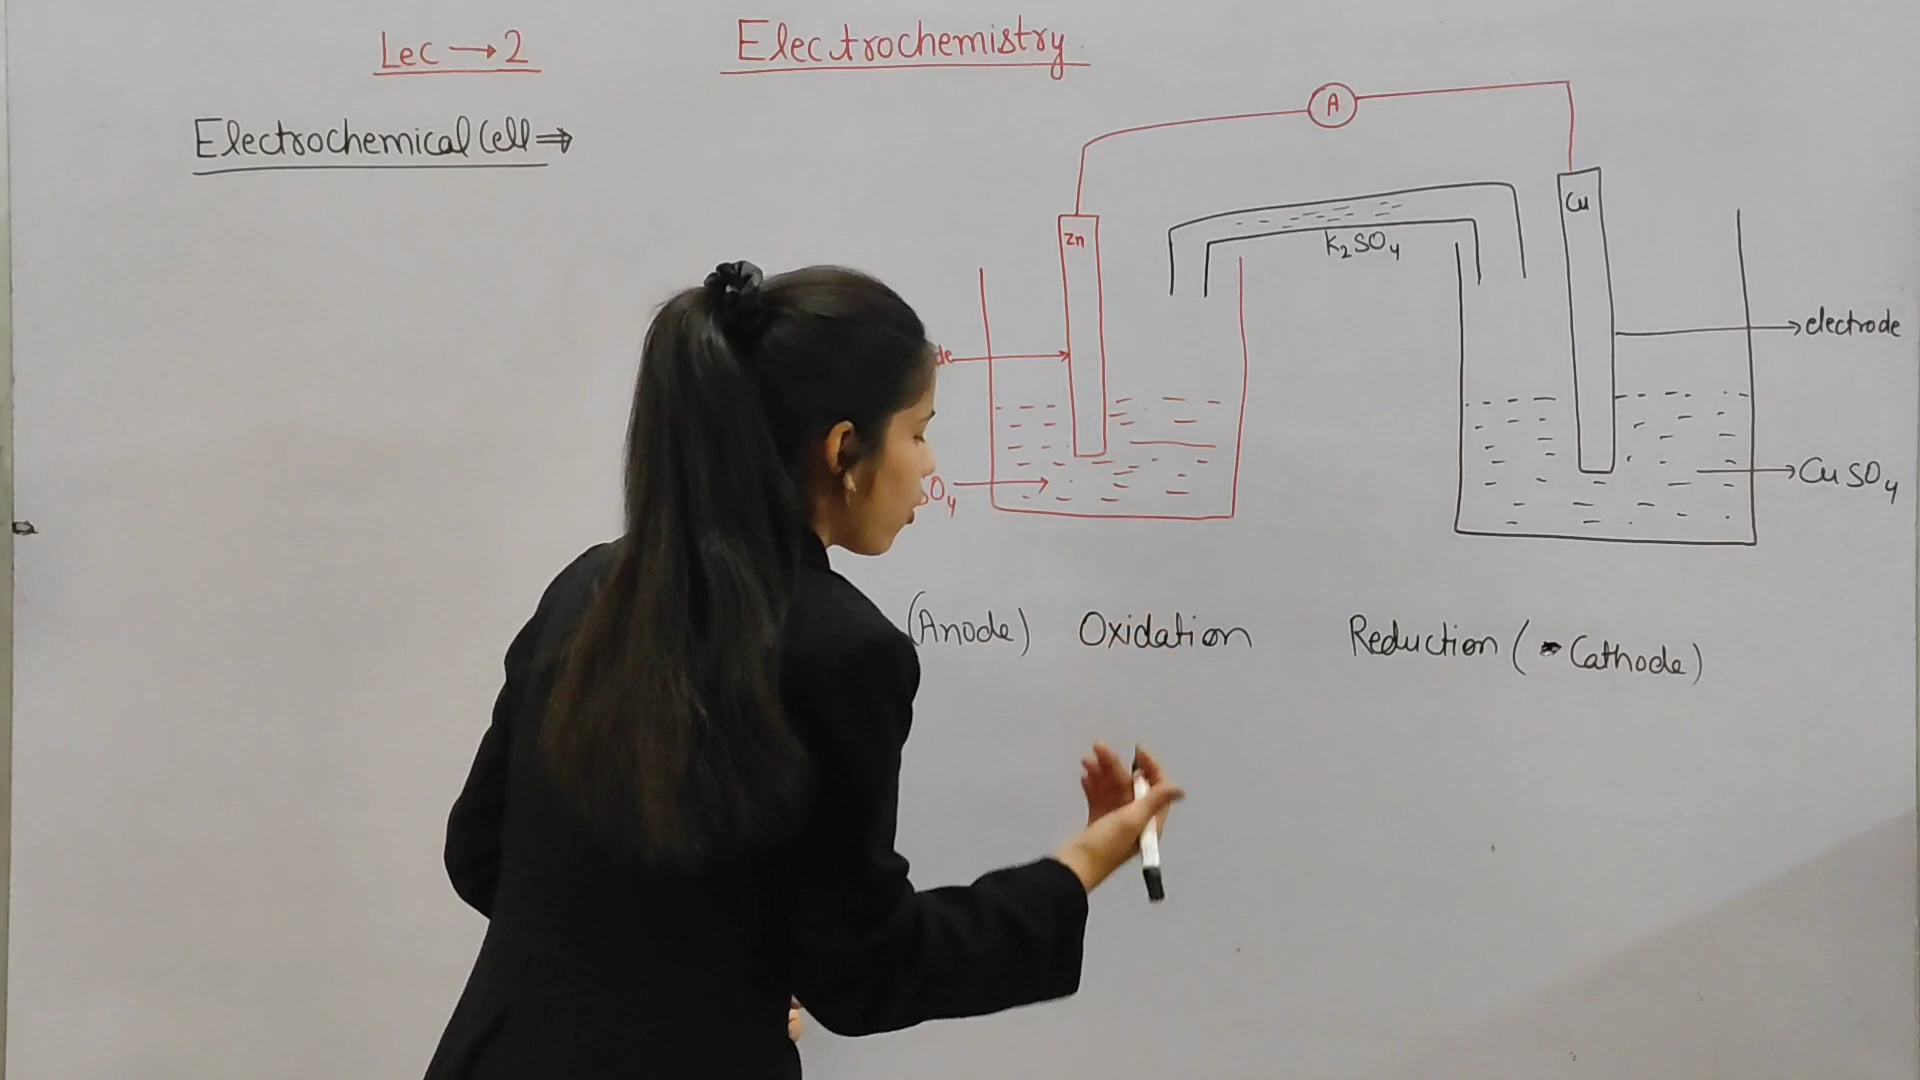 Lec → 2
Electrochemistry
Electrochemical Cell ⇒
A
Zn
Cu
K₂SO₄
electrode
CuSO₄
(Anode) Oxidation
Reduction (Cathode)